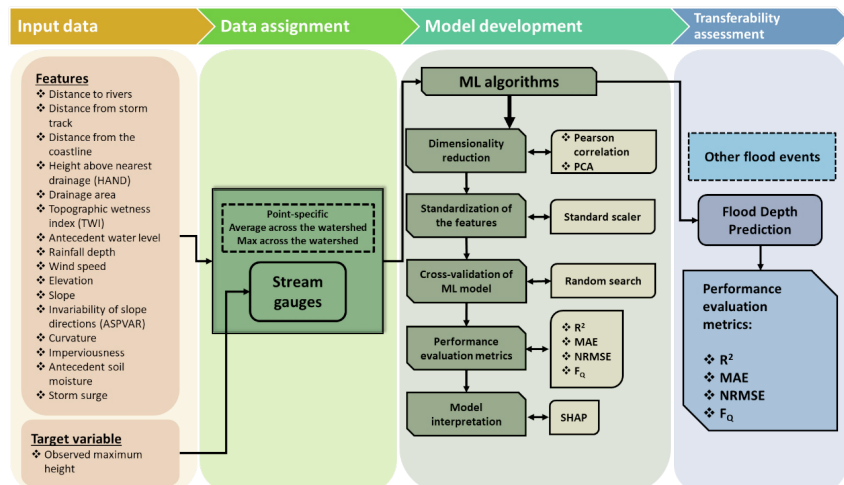 Input data
Data assignment
Model development
Transferability
assessment
Features
❖ Distance to rivers
❖ Distance from storm
track
❖ Distance from the
coastline
❖ Height above nearest
drainage (HAND)
❖ Drainage area
❖ Topographic wetness
index (TWI)
❖ Antecedent water level
❖ Rainfall depth
❖ Wind speed
❖ Elevation
❖ Slope
❖ Invariability of slope
directions (ASPVAR)
❖ Curvature
❖ Imperviousness
❖ Antecedent soil
moisture
❖ Storm surge
Target variable
❖ Observed maximum
height
Point-specific
Average across the watershed
Max across the watershed
Stream
gauges
ML algorithms
Dimensionality
reduction
❖ Pearson
correlation
❖ PCA
Standardization of
the features
Standard scaler
Cross-validation of
ML model
Random search
Performance
evaluation metrics
❖ R²
❖ MAE
❖ NRMSE
❖ F_Q
Model
interpretation
SHAP
Other flood events
Flood Depth
Prediction
Performance
evaluation
metrics:
❖ R²
❖ MAE
❖ NRMSE
❖ F_Q